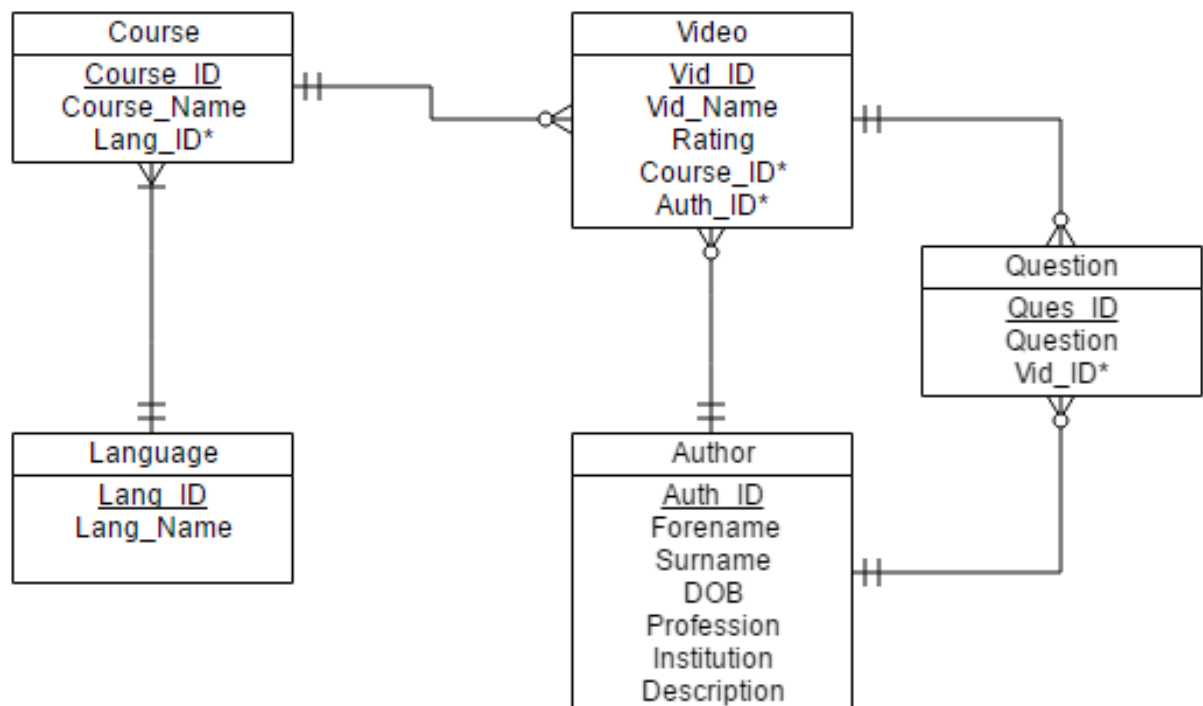 Course
Course_ID
Course_Name
Lang_ID*
Video
Vid_ID
Vid_Name
Rating
Course_ID*
Auth_ID*
Question
Ques_ID
Question
Vid_ID*
Language
Lang_ID
Lang_Name
Author
Auth_ID
Forename
Surname
DOB
Profession
Institution
Description